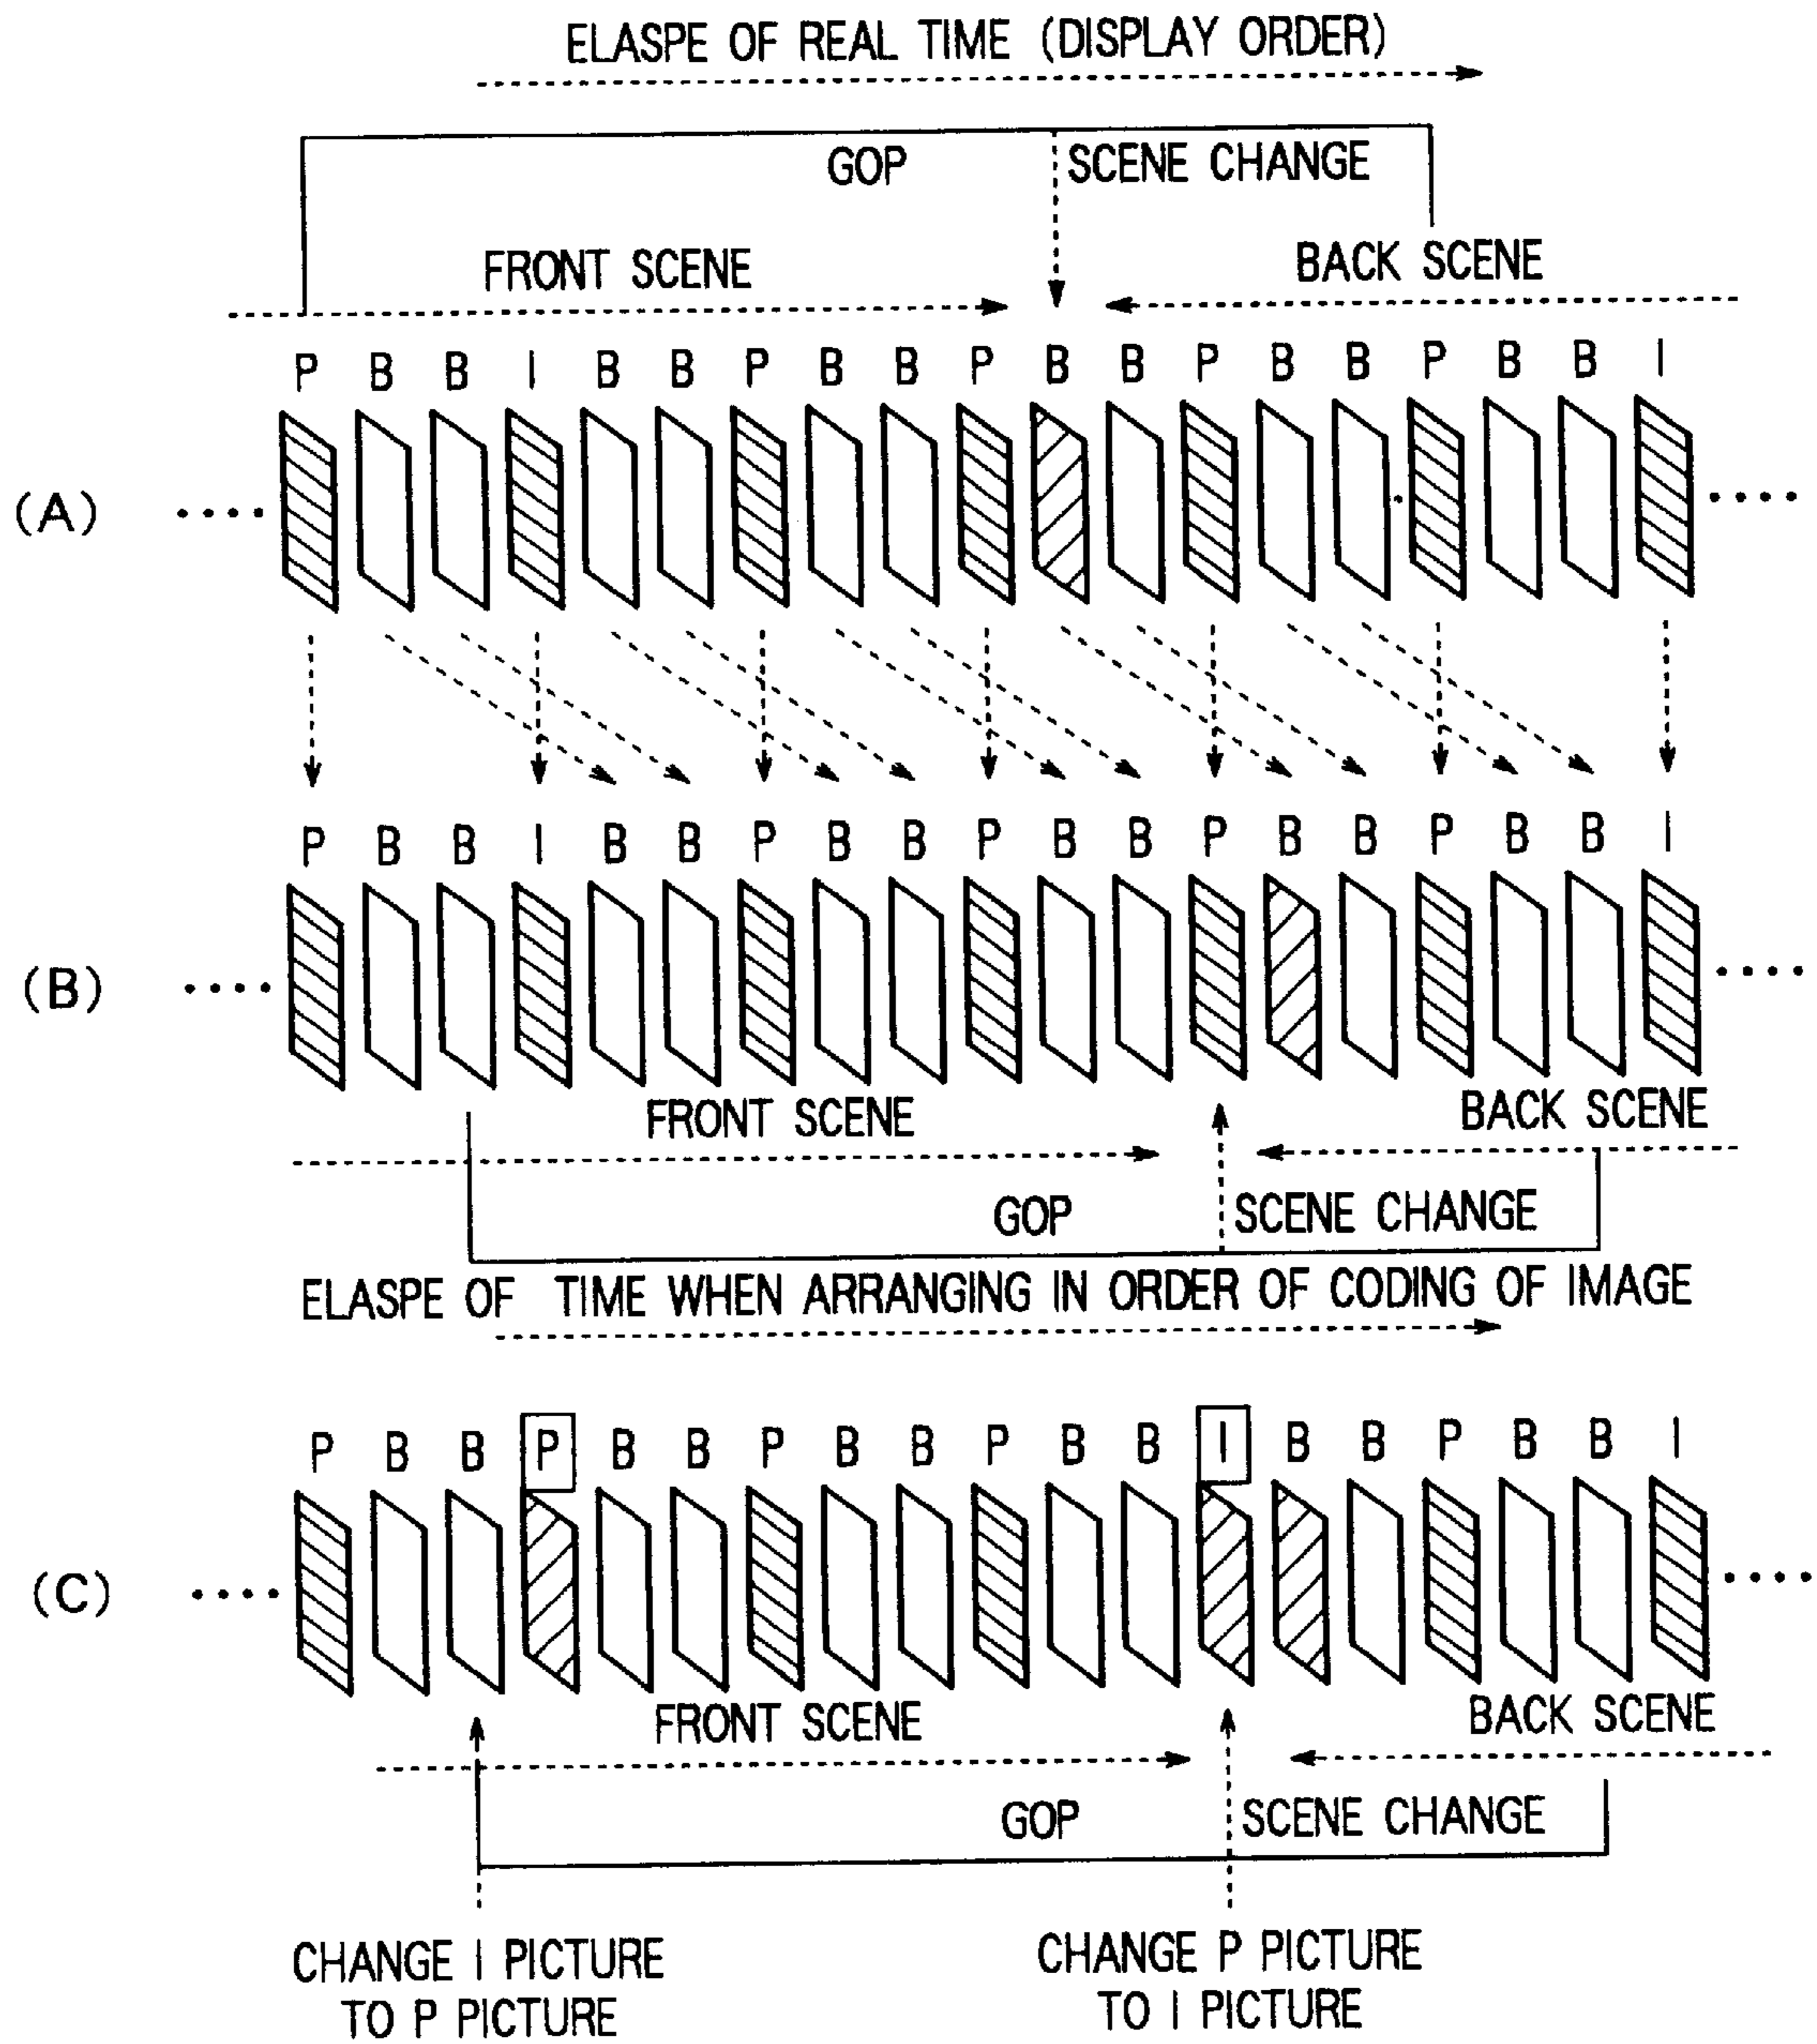 ELASPE OF REAL TIME (DISPLAY ORDER)
GOP
SCENE CHANGE
FRONT SCENE
BACK SCENE
P B B I B B P B B P B B P B B P B B I
(A)
P B B I B B P B B P B B P B B P B B I
(B)
FRONT SCENE
BACK SCENE
GOP
SCENE CHANGE
ELASPE OF TIME WHEN ARRANGING IN ORDER OF CODING OF IMAGE
P B B P B B P B B P B B I B B P B B I
(C)
FRONT SCENE
BACK SCENE
GOP
SCENE CHANGE
CHANGE I PICTURE
TO P PICTURE
CHANGE P PICTURE
TO I PICTURE